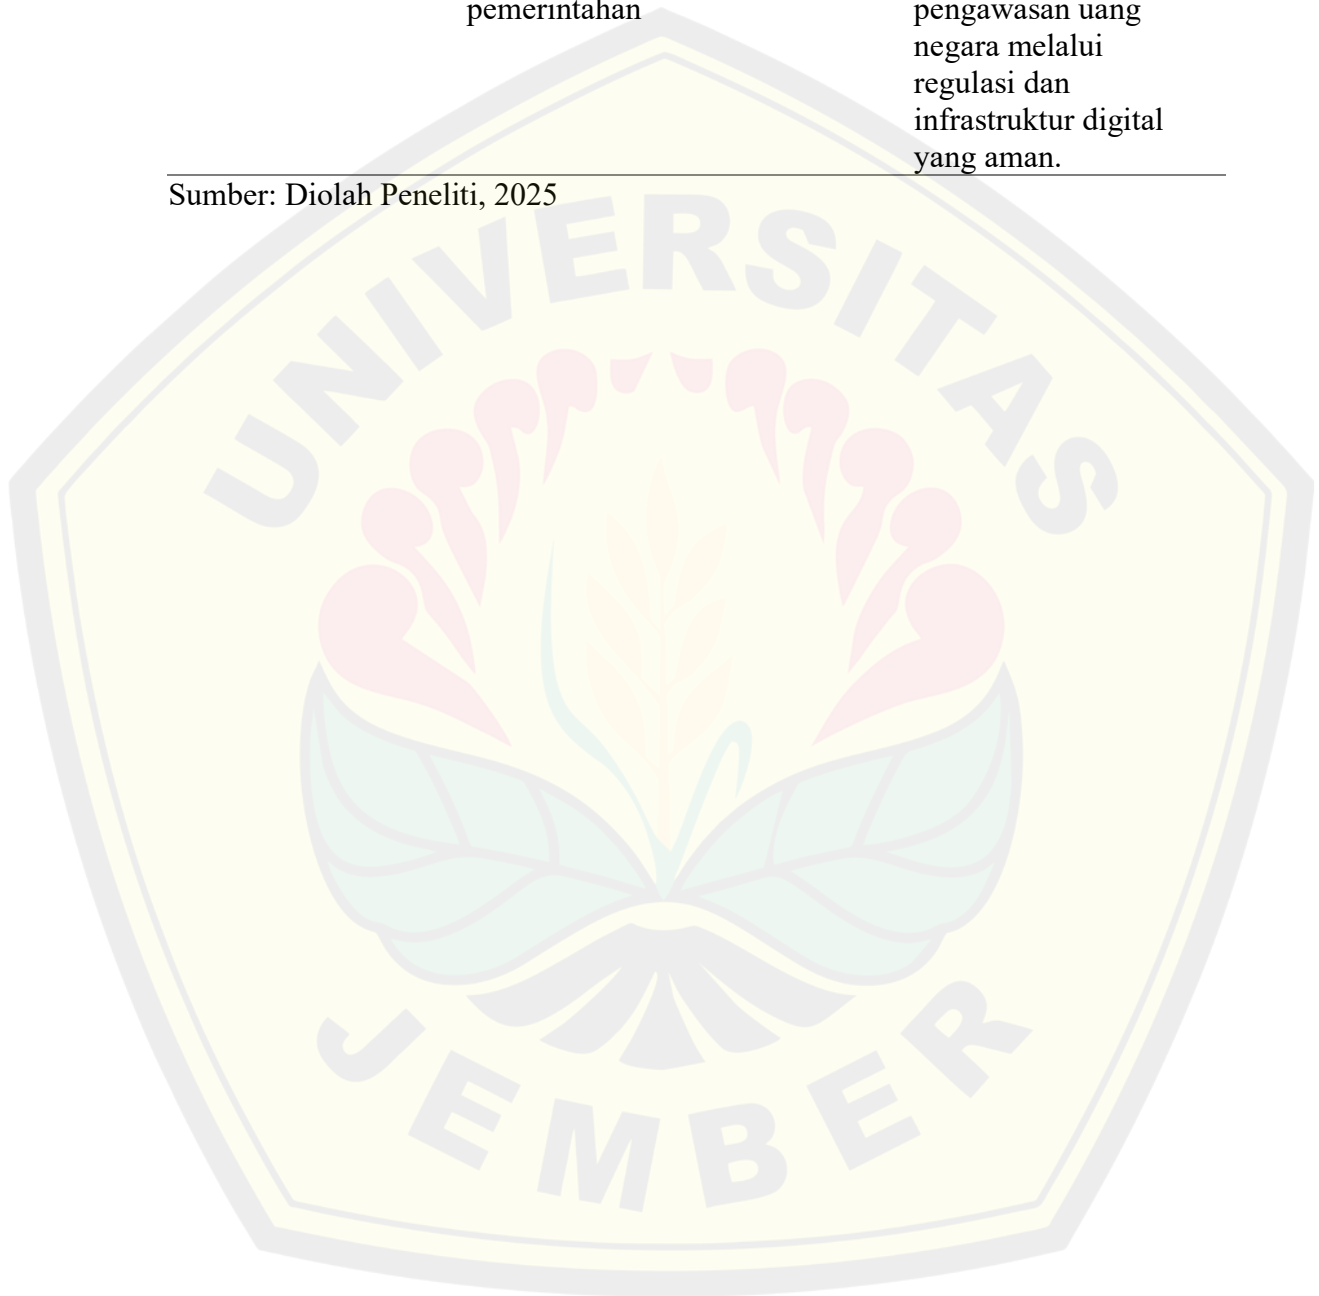 pemerintahan pengawasan uang
negara melalui
regulasi dan
infrastruktur digital
yang aman.
Sumber: Diolah Peneliti, 2025
UNIVERSITAS
JEMBER